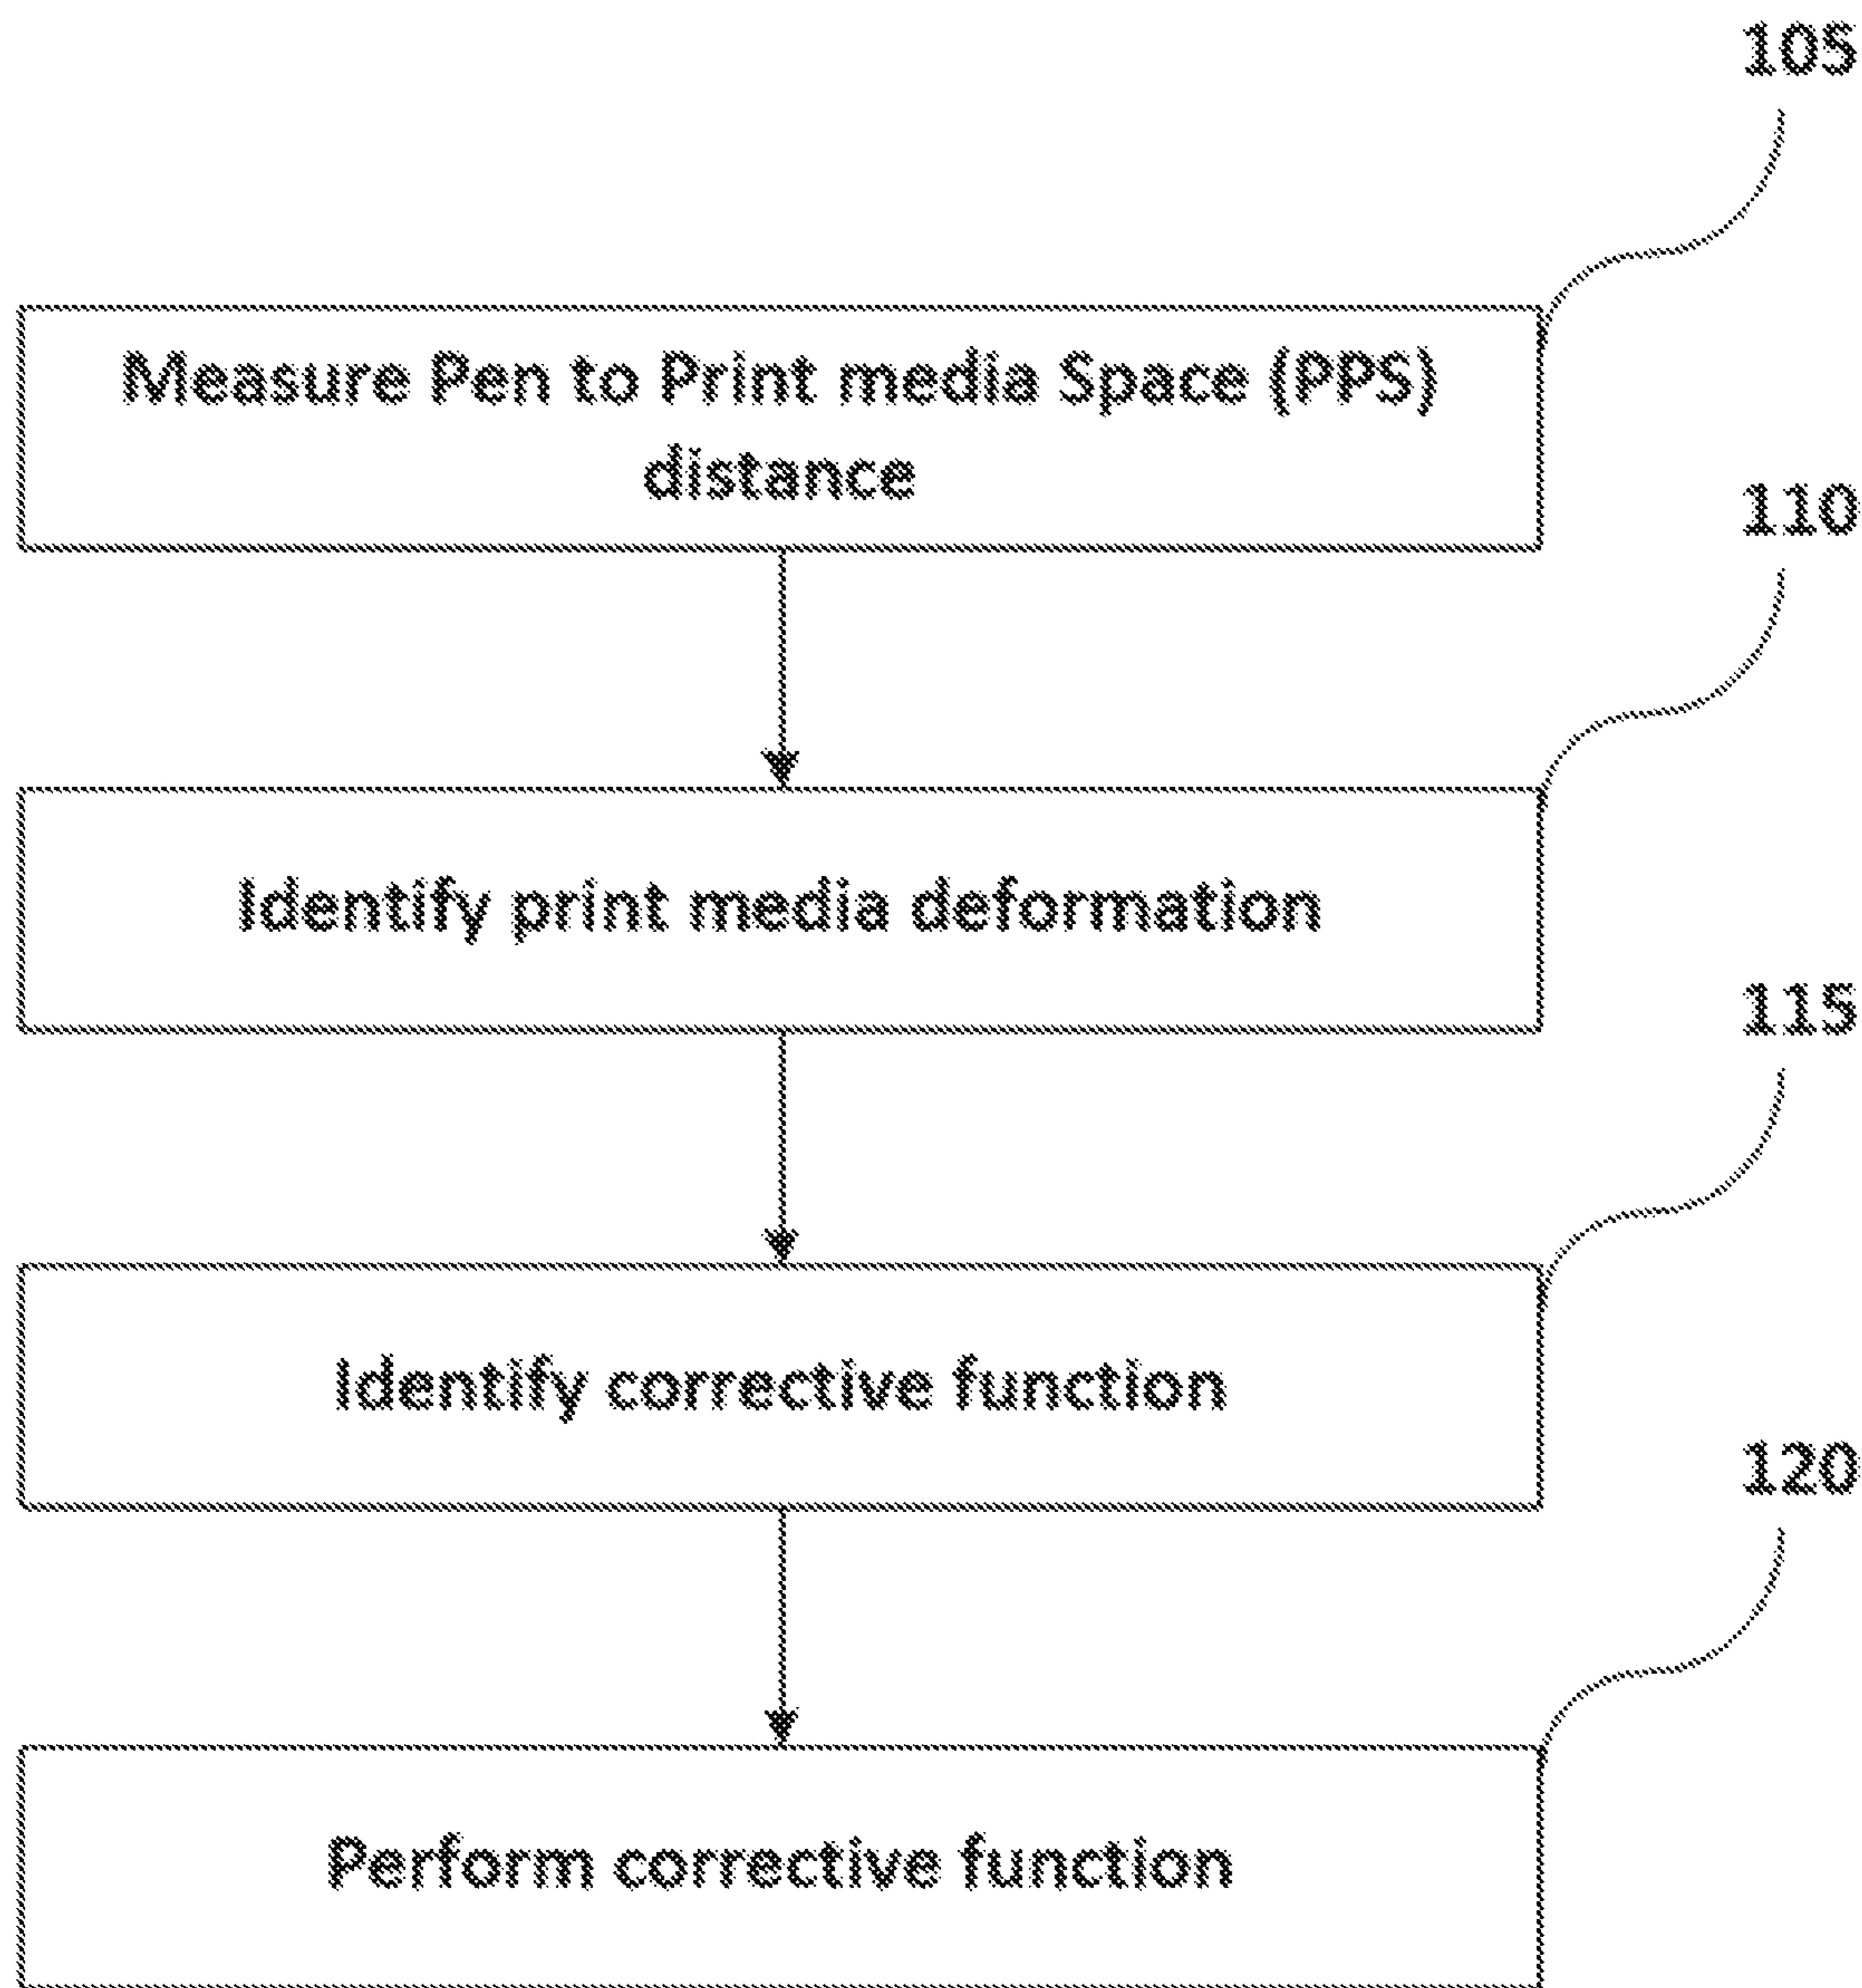 105
Measure Pen to Print media Space (PPS)
distance
110
Identify print media deformation
115
Identify corrective function
120
Perform corrective function